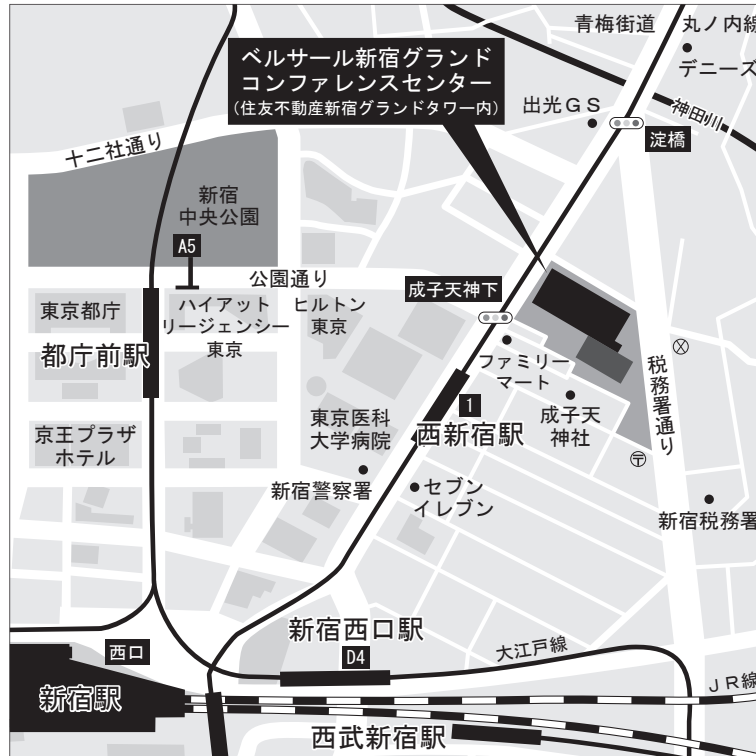 青梅街道
丸ノ内線
デニーズ
ベルサール新宿グランド
コンファレンスセンター
(住友不動産新宿グランドタワー内)
出光GS
神田川
淀橋
十二社通り
新宿
中央公園
A5
公園通り
成子天神下
東京都庁
ハイアット
リージェンシー
東京
ヒルトン
東京
都庁前駅
ファミリー
マート
税務署通り
1
成子天
神社
京王プラザ
ホテル
東京医科
大学病院
西新宿駅
新宿警察署
セブン
イレブン
〒
新宿税務署
新宿西口駅
D4
大江戸線
西口
新宿駅
JR線
西武新宿駅